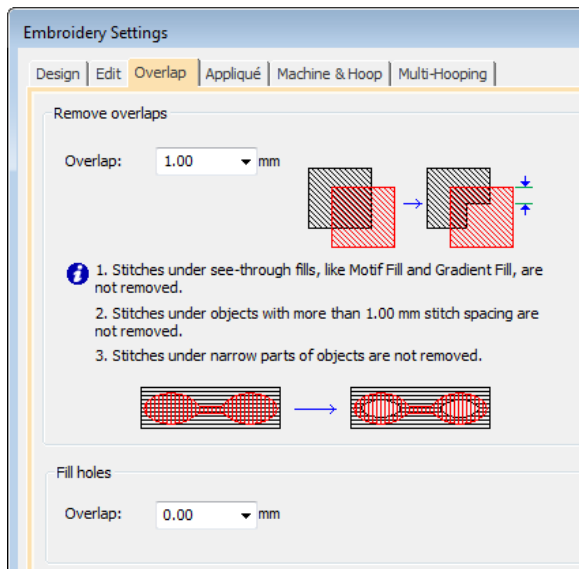 Embroidery Settings
Design Edit Overlap Appliqué Machine & Hoop Multi-Hooping
Remove overlaps
Overlap: 1.00 mm
1. Stitches under see-through fills, like Motif Fill and Gradient Fill, are
not removed.
2. Stitches under objects with more than 1.00 mm stitch spacing are
not removed.
3. Stitches under narrow parts of objects are not removed.
Fill holes
Overlap: 0.00 mm